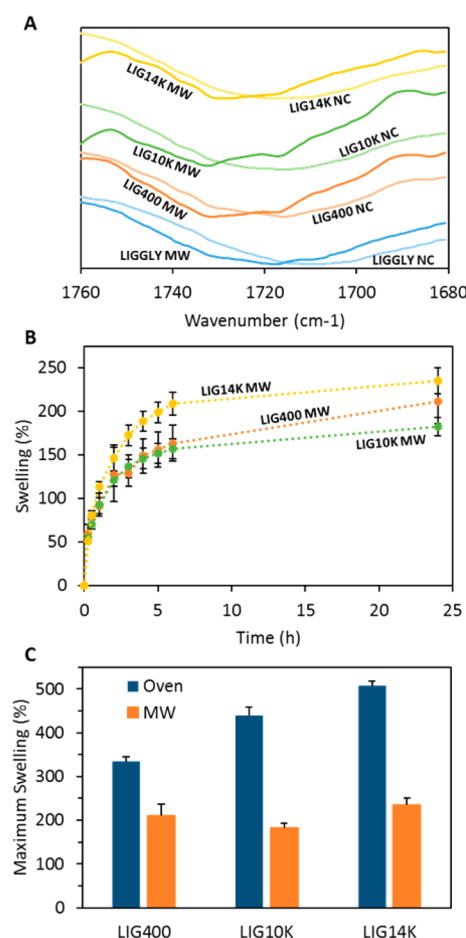 A
LIG14K MW
LIG14K NC
LIG10K MW
LIG10K NC
LIG400 MW
LIG400 NC
LIGGLY MW
LIGGLY NC
1760
1740
1720
1700
1680
Wavenumber (cm-1)
B
250
200
150
100
50
0
Swelling (%)
LIG14K MW
LIG400 MW
LIG10K MW
0
5
10
15
20
25
Time (h)
C
500
400
300
200
100
0
Maximum Swelling (%)
Oven
MW
LIG400
LIG10K
LIG14K